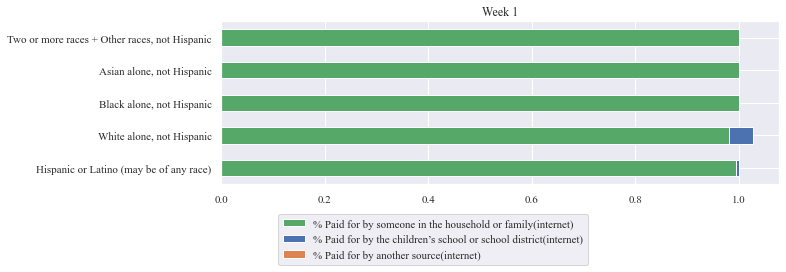 Week 1
Two or more races + Other races, not Hispanic
Asian alone, not Hispanic
Black alone, not Hispanic
White alone, not Hispanic
Hispanic or Latino (may be of any race)
0.0 0.2 0.4 0.6 0.8 1.0
% Paid for by someone in the household or family(internet)
% Paid for by the children’s school or school district(internet)
% Paid for by another source(internet)